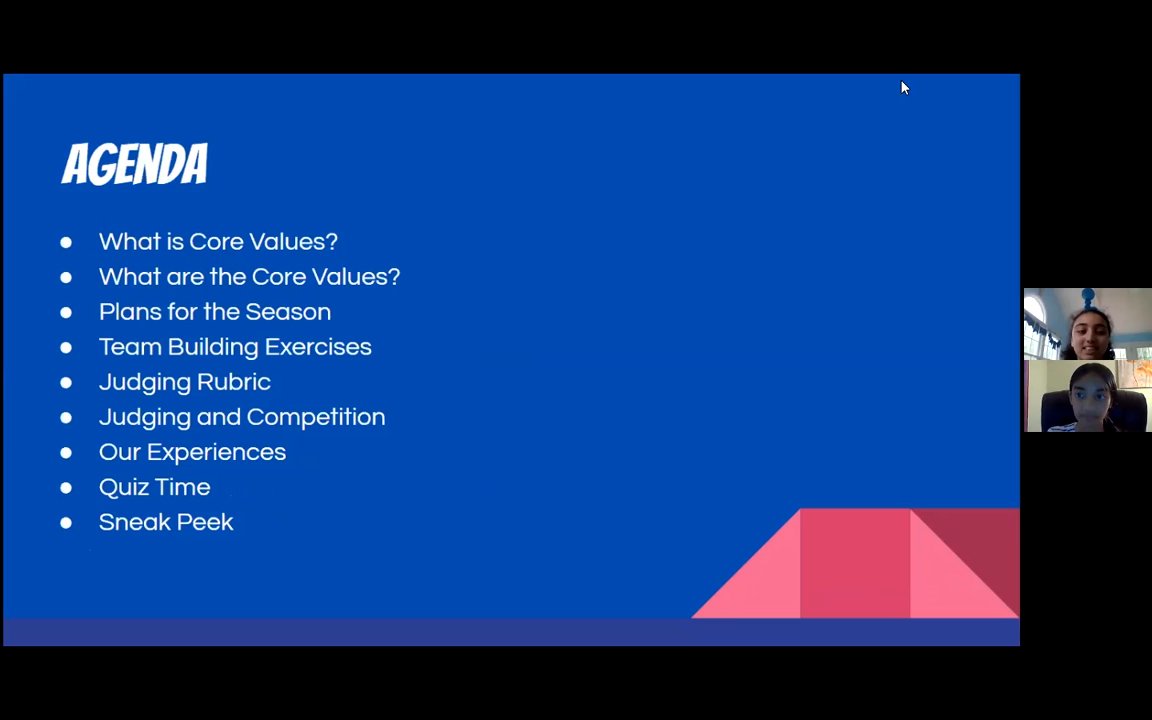 AGENDA
● What is Core Values?
● What are the Core Values?
● Plans for the Season
● Team Building Exercises
● Judging Rubric
● Judging and Competition
● Our Experiences
● Quiz Time
● Sneak Peek